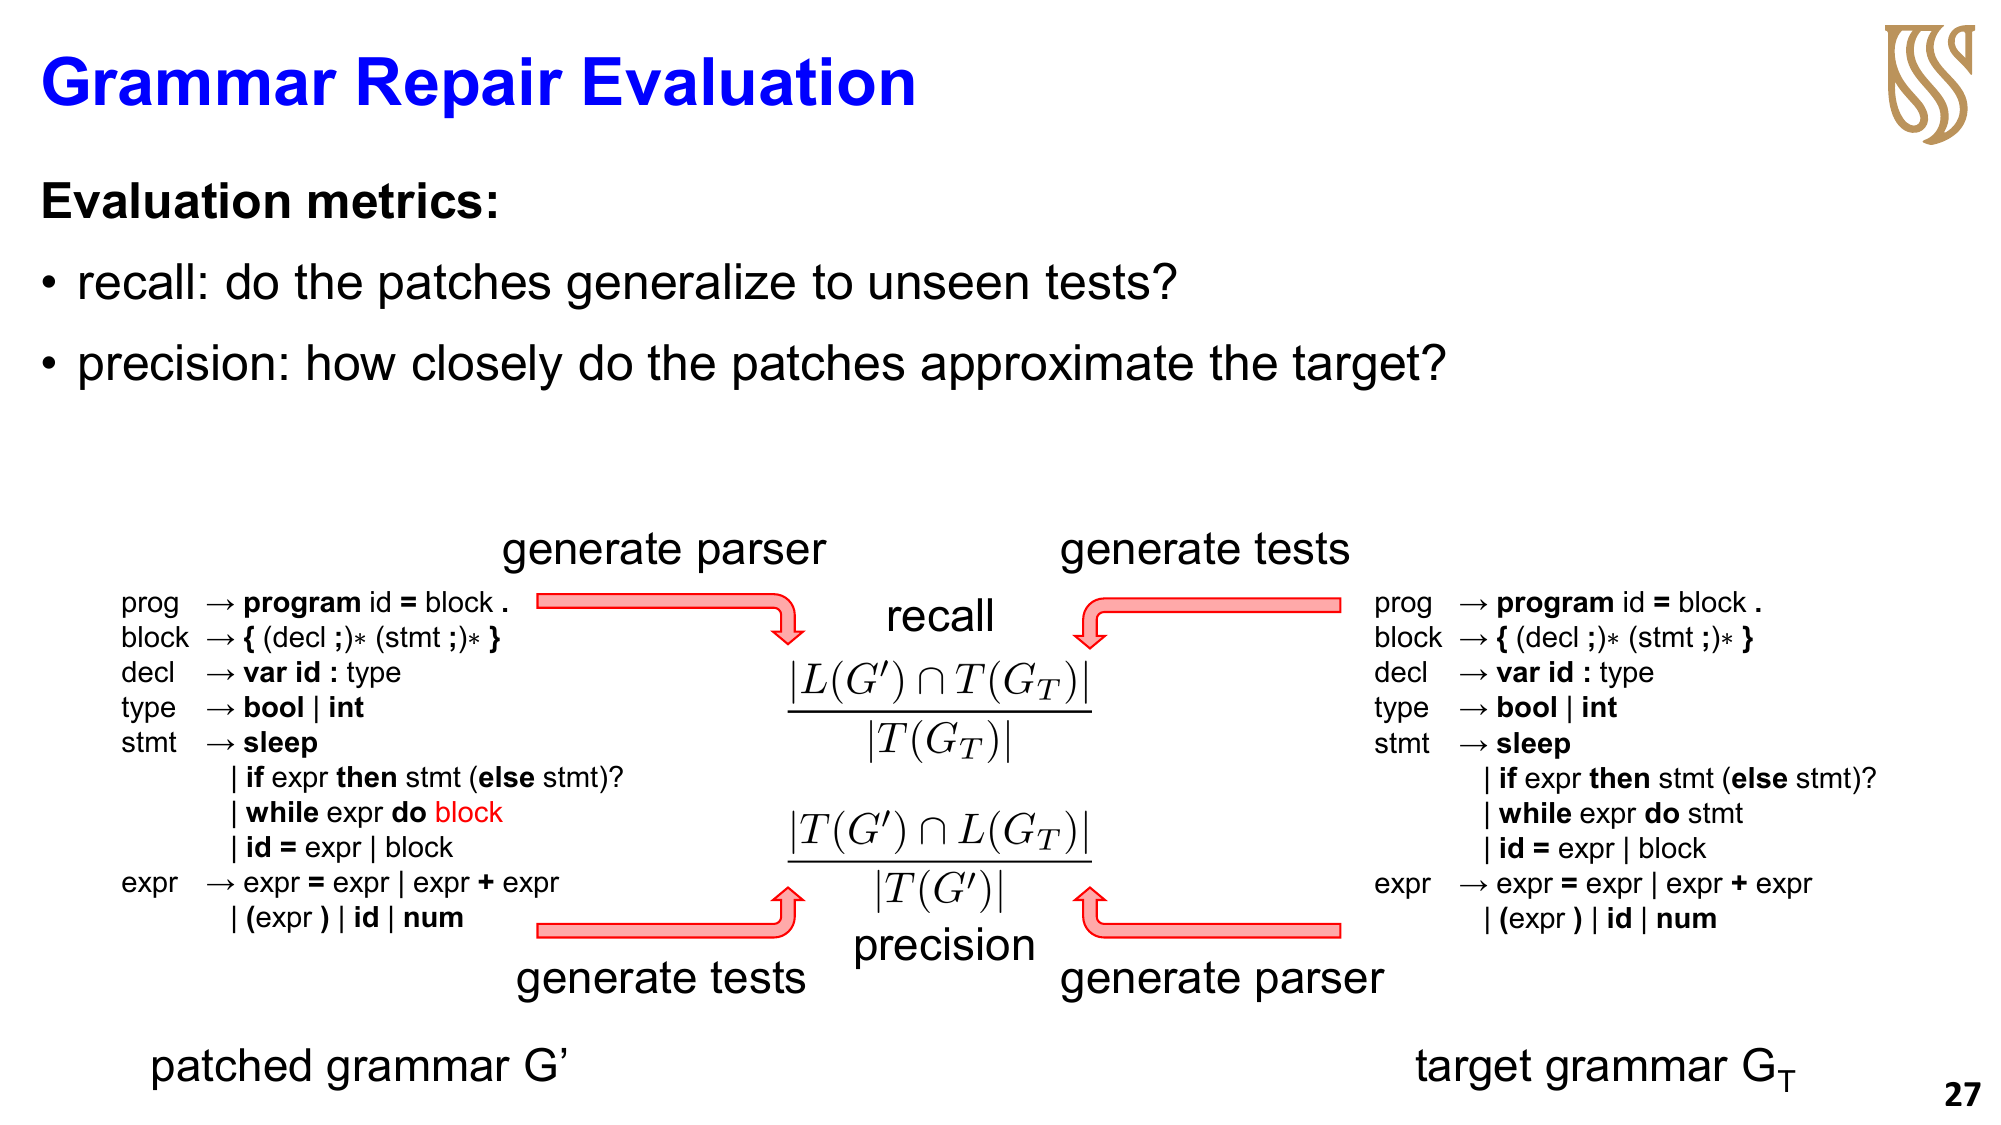 Grammar Repair Evaluation
Evaluation metrics:
• recall: do the patches generalize to unseen tests?
• precision: how closely do the patches approximate the target?
generate parser
generate tests
prog → program id = block .
block → { (decl ;)* (stmt ;)* }
decl → var id : type
type → bool | int
stmt → sleep
| if expr then stmt (else stmt)?
| while expr do block
| id = expr | block
expr → expr = expr | expr + expr
| (expr ) | id | num
recall
|L(G′) ∩ T(G_T)|
|T(G_T)|
|T(G′) ∩ L(G_T)|
|T(G′)|
precision
prog → program id = block .
block → { (decl ;)* (stmt ;)* }
decl → var id : type
type → bool | int
stmt → sleep
| if expr then stmt (else stmt)?
| while expr do stmt
| id = expr | block
expr → expr = expr | expr + expr
| (expr ) | id | num
generate tests
generate parser
patched grammar G’
target grammar G_T
27